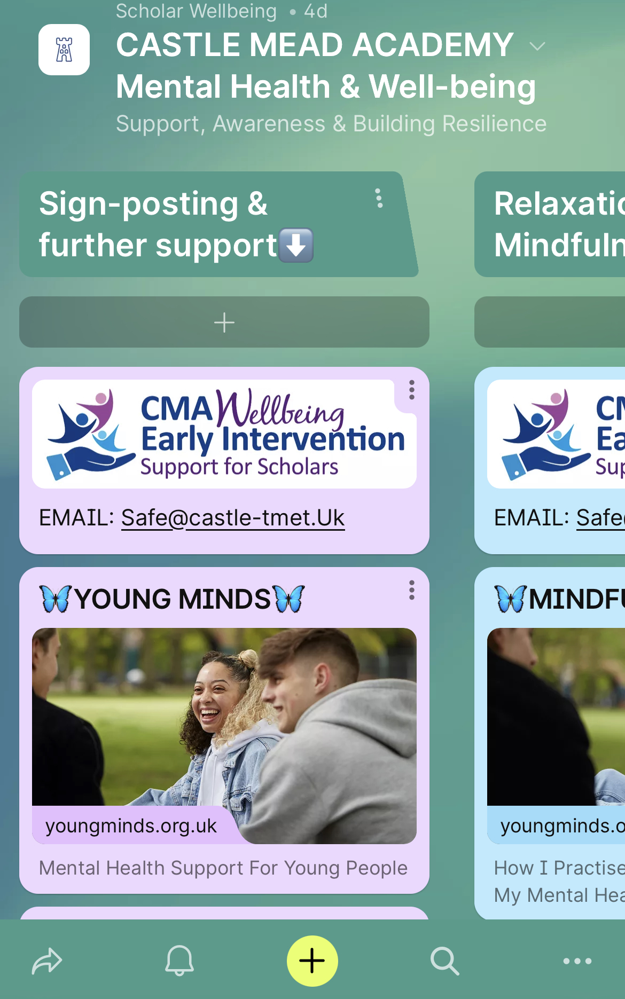 Scholar Wellbeing • 4d
CASTLE MEAD ACADEMY
Mental Health & Well-being
Support, Awareness & Building Resilience
Sign-posting &
further support⬇️
Relaxatio
Mindfuln
CMA Wellbeing
Early Intervention
Support for Scholars
EMAIL: Safe@castle-tmet.Uk
CM
Ea
Sup
EMAIL: Safe@
🦋YOUNG MINDS🦋
youngminds.org.uk
Mental Health Support For Young People
🦋MINDFU
youngminds.o
How I Practise
My Mental Hea